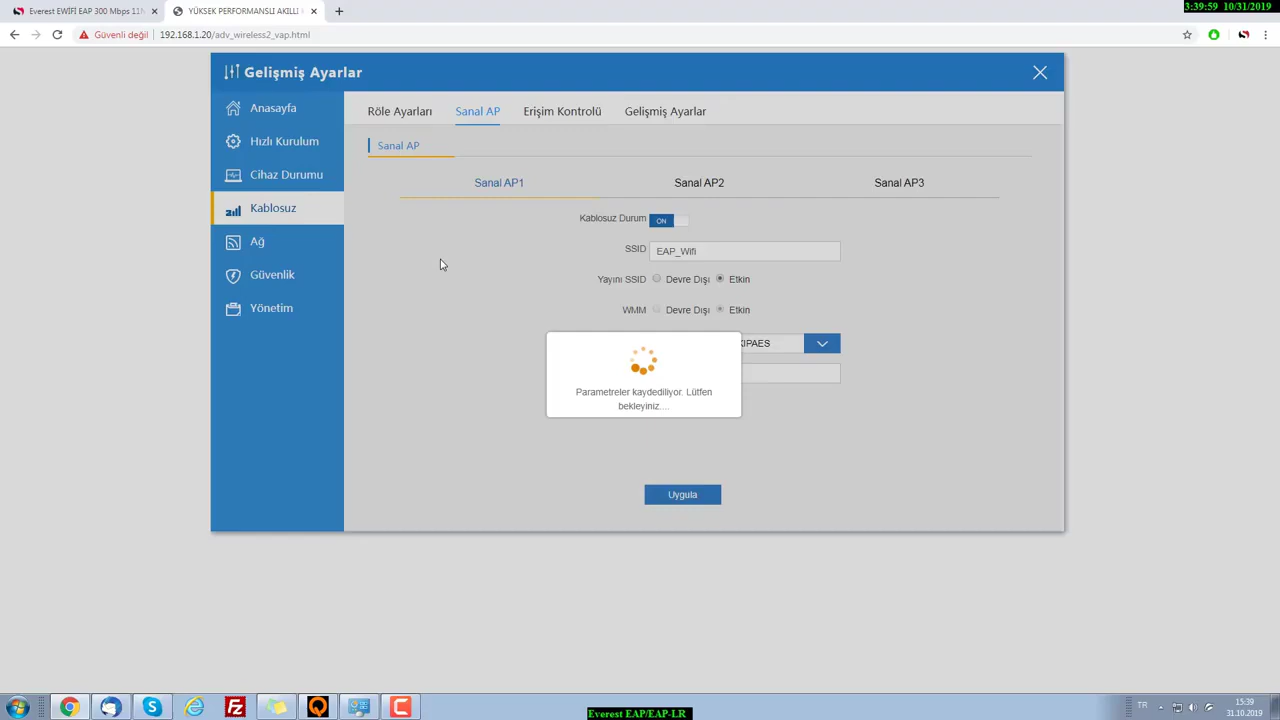 Everest EWİFİ EAP 300 Mbps 11N
YÜKSEK PERFORMANSLI AKILLI K
3:39:59 10/31/2019
Güvenli değil
192.168.1.20/adv_wireless2_vap.html
Gelişmiş Ayarlar
Anasayfa
Hızlı Kurulum
Cihaz Durumu
Kablosuz
Ağ
Güvenlik
Yönetim
Röle Ayarları
Sanal AP
Erişim Kontrolü
Gelişmiş Ayarlar
Sanal AP
Sanal AP1
Sanal AP2
Sanal AP3
Kablosuz Durum
ON
SSID
EAP_Wifi
Yayını SSID
Devre Dışı
Etkin
WMM
Devre Dışı
Etkin
KIPAES
Parametreler kaydediliyor. Lütfen
bekleyiniz....
Uygula
TR
15:39
31.10.2019
Everest EAP/EAP-LR